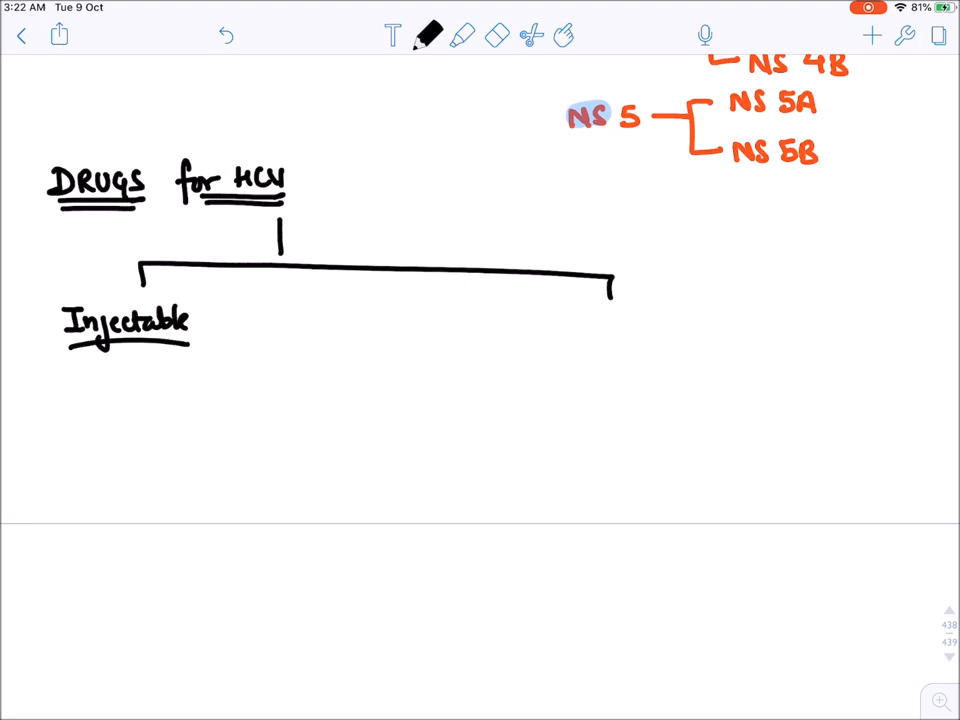 3:22 AM Tue 9 Oct 81%
T
NS 4B
NS 5 NS 5A
NS 5B
DRUGS for HCV
Injectable
438
439